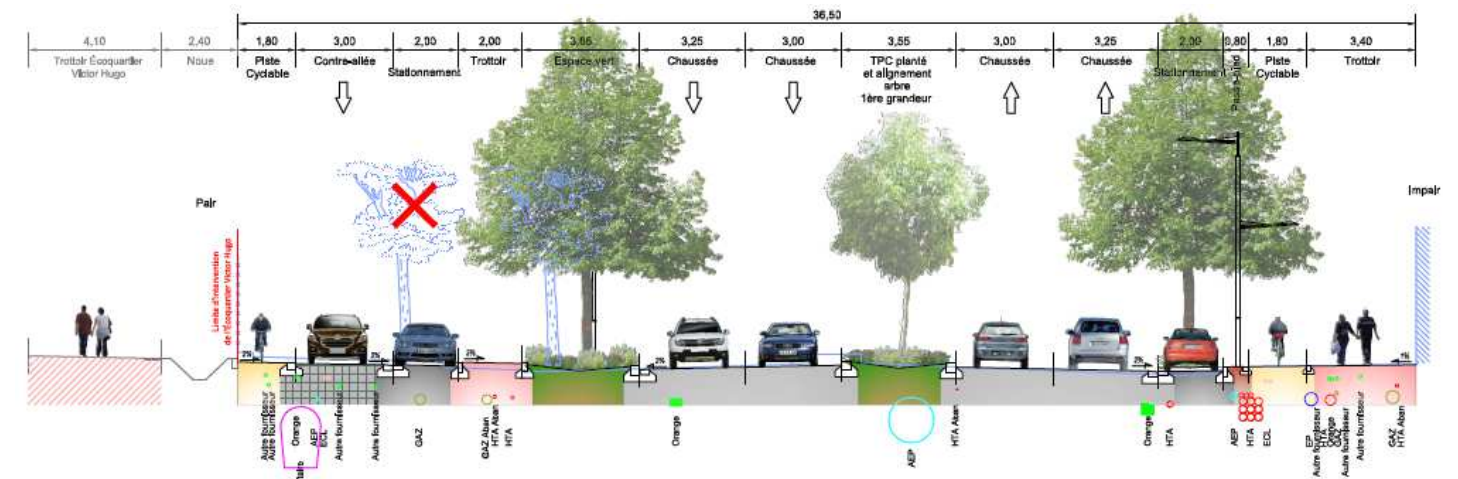 36,50
4,10
2,40
1,80
3,00
2,00
2,00
3,65
3,25
3,00
3,55
3,00
3,25
2,00
0,80
1,80
3,40
Trottoir Écoquartier
Victor Hugo
Noue
Piste
Cyclable
Contre-allée
Stationnement
Trottoir
Espace vert
Chaussée
Chaussée
TPC planté
et alignement
arbre
1ère grandeur
Chaussée
Chaussée
Stationnement
Piste
Cyclable
Trottoir
Pair
Impair
Limite d'intervention
de l'Écoquartier Victor Hugo
2%
2%
2%
2%
2%
1%
Autre fournisseur
Autre fournisseur
Orange
AEP
ECL
Autre fournisseur
Autre fournisseur
GAZ
GAZ Aban
HTA Aban
HTA
Orange
AEP
HTA Aban
Orange
HTA
AEP
HTA
ECL
EP
Autre fournisseur
HTA
Orange
GAZ
Autre fournisseur
Autre fournisseur
GAZ
HTA Aban